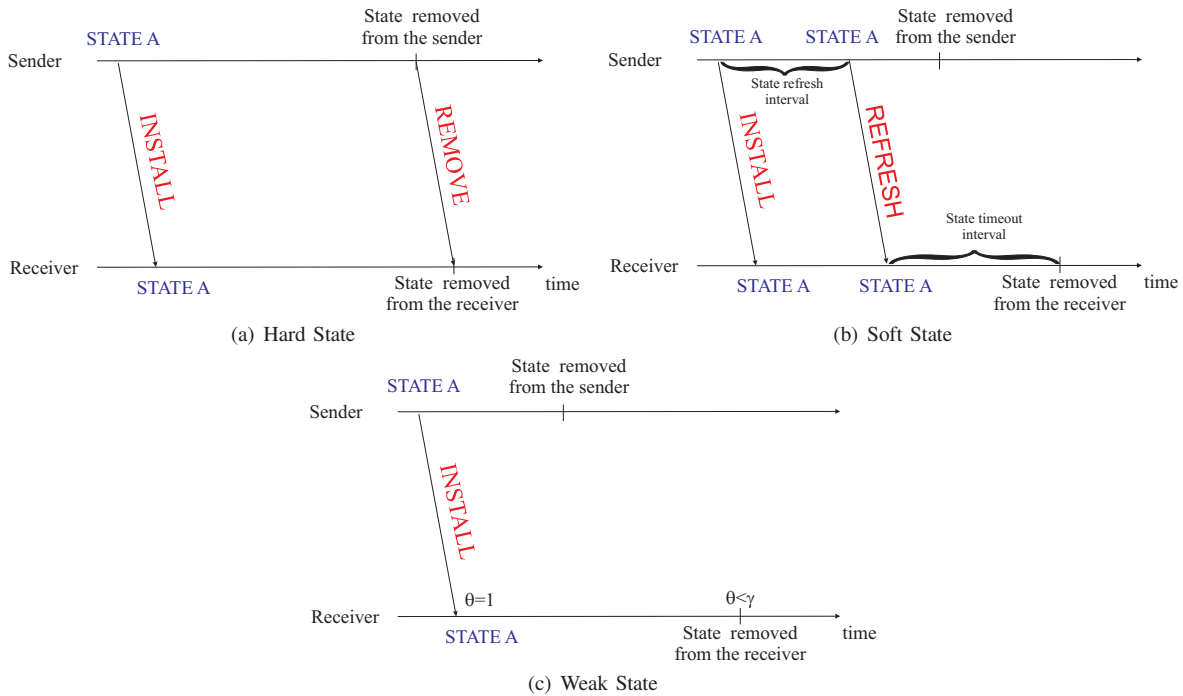 State removed
from the sender
STATE A
Sender
INSTALL
REMOVE
Receiver
time
STATE A
State removed
from the receiver
(a) Hard State
State removed
from the sender
STATE A
STATE A
Sender
State refresh
interval
INSTALL
REFRESH
State timeout
interval
Receiver
time
STATE A
STATE A
State removed
from the receiver
(b) Soft State
State removed
from the sender
STATE A
Sender
INSTALL
θ=1
θ<γ
Receiver
time
STATE A
State removed
from the receiver
(c) Weak State